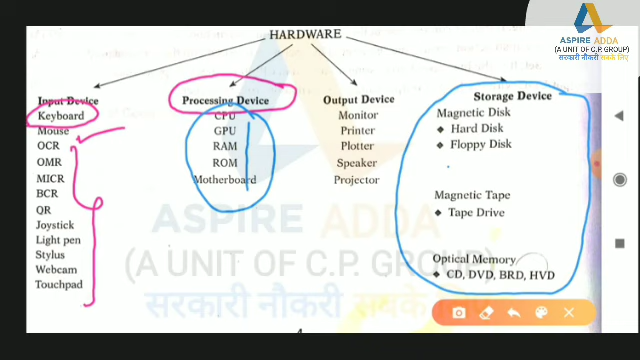 HARDWARE
ASPIRE ADDA
(A UNIT OF C.P. GROUP)
सरकारी नौकरी सबके लिए
Input Device
Keyboard
Mouse
OCR
OMR
MICR
BCR
QR
Joystick
Light pen
Stylus
Webcam
Touchpad
Processing Device
CPU
GPU
RAM
ROM
Motherboard
Output Device
Monitor
Printer
Plotter
Speaker
Projector
Storage Device
Magnetic Disk
❖ Hard Disk
❖ Floppy Disk
Magnetic Tape
❖ Tape Drive
Optical Memory
❖ CD, DVD, BRD, HVD
ASPIRE ADDA
(A UNIT OF C.P. GROUP)
सरकारी नौकरी सबके लिए